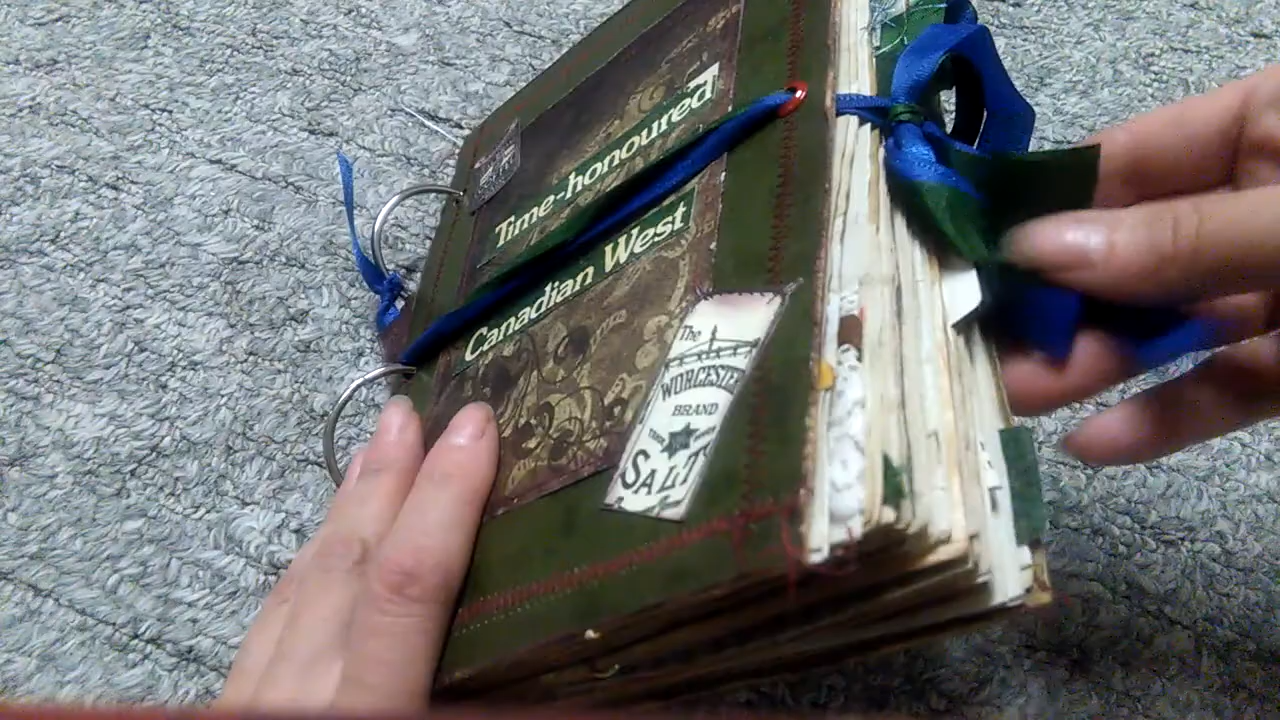 Time-honoured
Canadian West
The
WORCESTER
BRAND
SALT